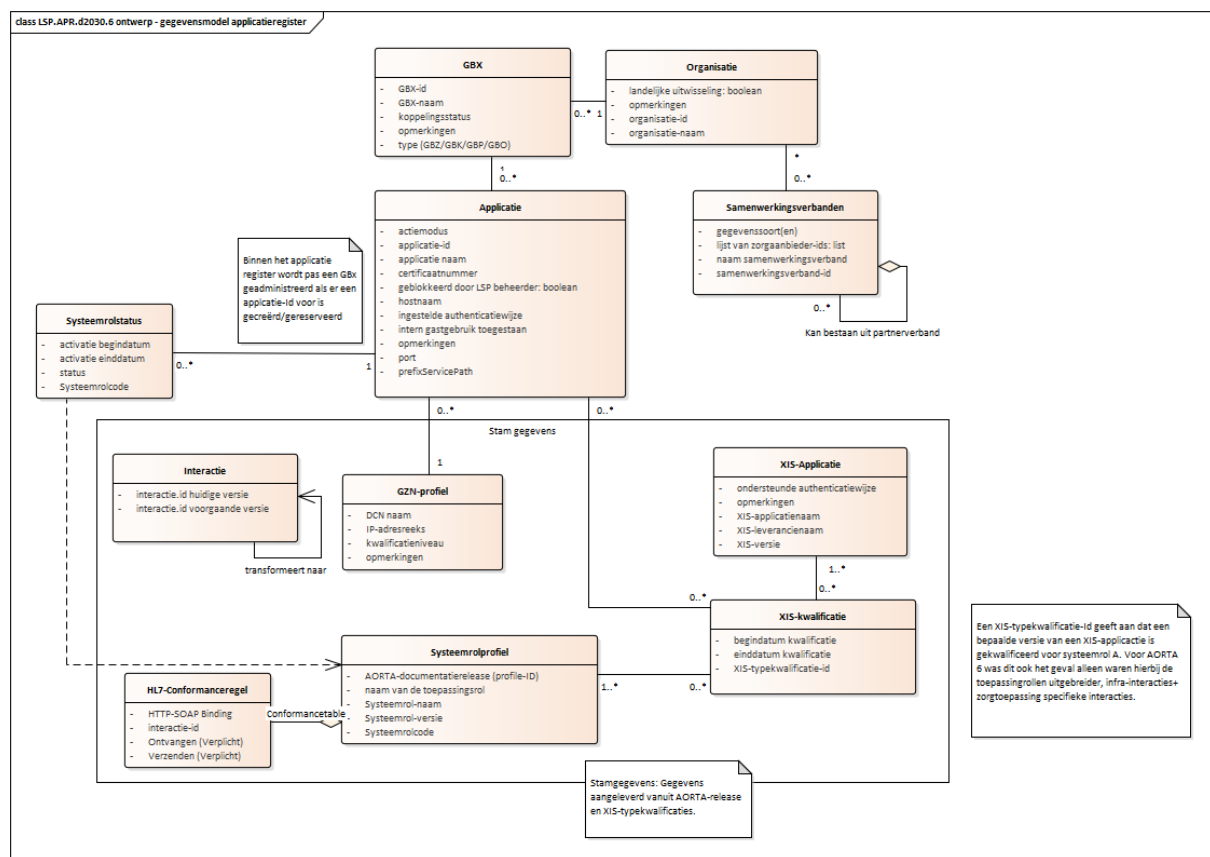 class LSP.APR.d2030.6 ontwerp - gegevensmodel applicatieregister
GBX
- GBX-id
- GBX-naam
- koppelingsstatus
- opmerkingen
- type (GBZ/GBK/GBP/GBO)
0..*
1
Organisatie
- landelijke uitwisseling: boolean
- opmerkingen
- organisatie-id
- organisatie-naam
1
0..*
*
0..*
Applicatie
- actiemodus
- applicatie-id
- applicatie naam
- certificaatnummer
- geblokkeerd door LSP beheerder: boolean
- hostnaam
- ingestelde authenticatiewijze
- intern gastgebruik toegestaan
- opmerkingen
- port
- prefixServicePath
Samenwerkingsverbanden
- gegevenssoort(en)
- lijst van zorgaanbieder-ids: list
- naam samenwerkingsverband
- samenwerkingsverband-id
0..*
Kan bestaan uit partnerverband
Binnen het applicatie
register wordt pas een GBx
geadministreerd als er een
applcatie-Id voor is
gecreërd/gereserveerd
Systeemrolstatus
- activatie begindatum
- activatie einddatum
- status
- Systeemrolcode
0..*
1
0..*
0..*
Stam gegevens
Interactie
- interactie.id huidige versie
- interactie.id voorgaande versie
transformeert naar
1
GZN-profiel
- DCN naam
- IP-adresreeks
- kwalificatieniveau
- opmerkingen
XIS-Applicatie
- ondersteunde authenticatiewijze
- opmerkingen
- XIS-applicatienaam
- XIS-leverancienaam
- XIS-versie
1..*
0..*
0..*
XIS-kwalificatie
- begindatum kwalificatie
- einddatum kwalificatie
- XIS-typekwalificatie-id
Een XIS-typekwalificatie-Id geeft aan dat een
bepaalde versie van een XIS-applicactie is
gekwalificeerd voor systeemrol A. Voor AORTA
6 was dit ook het geval alleen waren hierbij de
toepassingrollen uitgebreider, infra-interacties+
zorgtoepassing specifieke interacties.
Systeemrolprofiel
- AORTA-documentatierelease (profile-ID)
- naam van de toepassingsrol
- Systeemrol-naam
- Systeemrol-versie
- Systeemrolcode
1..*
0..*
HL7-Conformanceregel
- HTTP-SOAP Binding
- interactie-id
- Ontvangen (Verplicht)
- Verzenden (Verplicht)
Conformancetable
Stamgegevens: Gegevens
aangeleverd vanuit AORTA-release
en XIS-typekwalificaties.